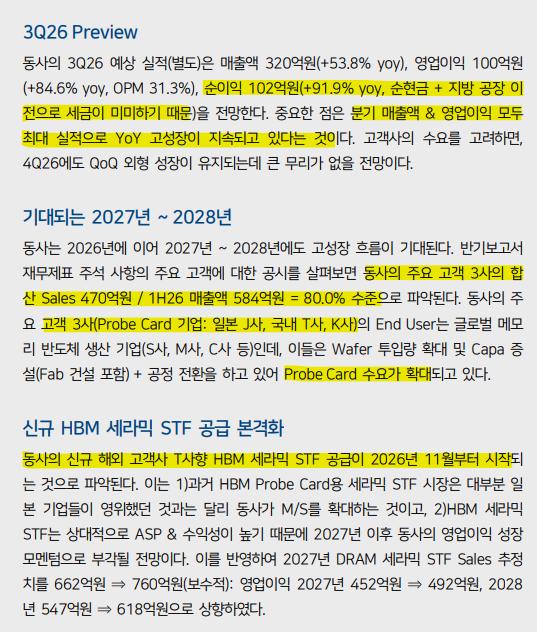 3Q26 Preview
동사의 3Q26 예상 실적(별도)은 매출액 320억원(+53.8% yoy), 영업이익 100억원
(+84.6% yoy, OPM 31.3%), 순이익 102억원(+91.9% yoy, 순현금 + 지방 공장 이
전으로 세금이 미미하기 때문)을 전망한다. 중요한 점은 분기 매출액 & 영업이익 모두
최대 실적으로 YoY 고성장이 지속되고 있다는 것이다. 고객사의 수요를 고려하면,
4Q26에도 QoQ 외형 성장이 유지되는데 큰 무리가 없을 전망이다.
기대되는 2027년 ~ 2028년
동사는 2026년에 이어 2027년 ~ 2028년에도 고성장 흐름이 기대된다. 반기보고서
재무제표 주석 사항의 주요 고객에 대한 공시를 살펴보면 동사의 주요 고객 3사의 합
산 Sales 470억원 / 1H26 매출액 584억원 = 80.0% 수준으로 파악된다. 동사의 주
요 고객 3사(Probe Card 기업: 일본 J사, 국내 T사, K사)의 End User는 글로벌 메모
리 반도체 생산 기업(S사, M사, C사 등)인데, 이들은 Wafer 투입량 확대 및 Capa 증
설(Fab 건설 포함) + 공정 전환을 하고 있어 Probe Card 수요가 확대되고 있다.
신규 HBM 세라믹 STF 공급 본격화
동사의 신규 해외 고객사 T사향 HBM 세라믹 STF 공급이 2026년 11월부터 시작되
는 것으로 파악된다. 이는 1)과거 HBM Probe Card용 세라믹 STF 시장은 대부분 일
본 기업들이 영위했던 것과는 달리 동사가 M/S를 확대하는 것이고, 2)HBM 세라믹
STF는 상대적으로 ASP & 수익성이 높기 때문에 2027년 이후 동사의 영업이익 성장
모멘텀으로 부각될 전망이다. 이를 반영하여 2027년 DRAM 세라믹 STF Sales 추정
치를 662억원 ⇒ 760억원(보수적): 영업이익 2027년 452억원 ⇒ 492억원, 2028
년 547억원 ⇒ 618억원으로 상향하였다.